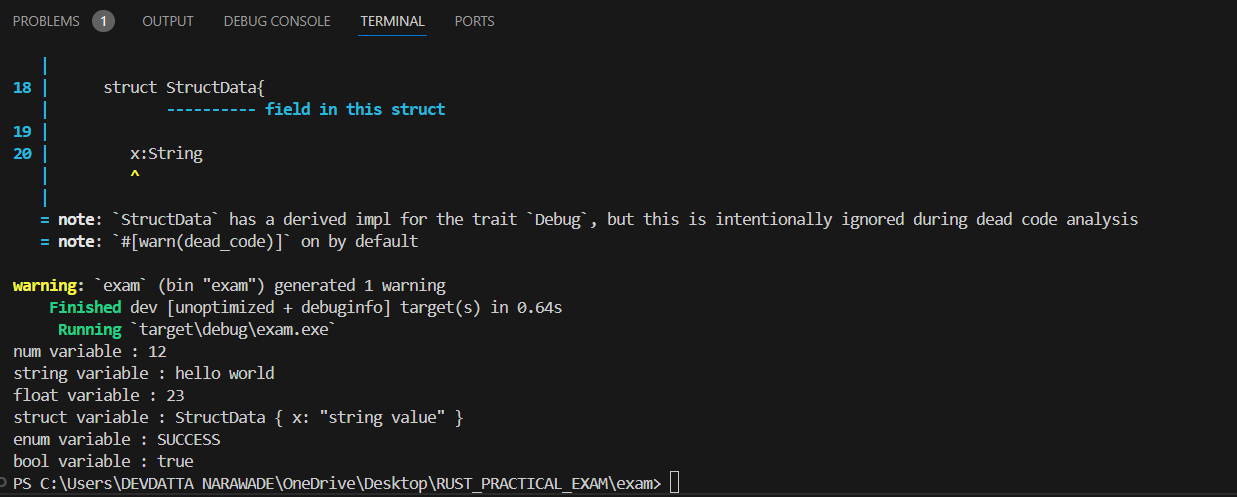 PROBLEMS 1 OUTPUT DEBUG CONSOLE TERMINAL PORTS
|
18 | struct StructData{
| ---------- field in this struct
19 |
20 | x:String
| ^
|
= note: `StructData` has a derived impl for the trait `Debug`, but this is intentionally ignored during dead code analysis
= note: `#[warn(dead_code)]` on by default
warning: `exam` (bin "exam") generated 1 warning
Finished dev [unoptimized + debuginfo] target(s) in 0.64s
Running `target\debug\exam.exe`
num variable : 12
string variable : hello world
float variable : 23
struct variable : StructData { x: "string value" }
enum variable : SUCCESS
bool variable : true
PS C:\Users\DEVDATTA NARAWADE\OneDrive\Desktop\RUST_PRACTICAL_EXAM\exam>